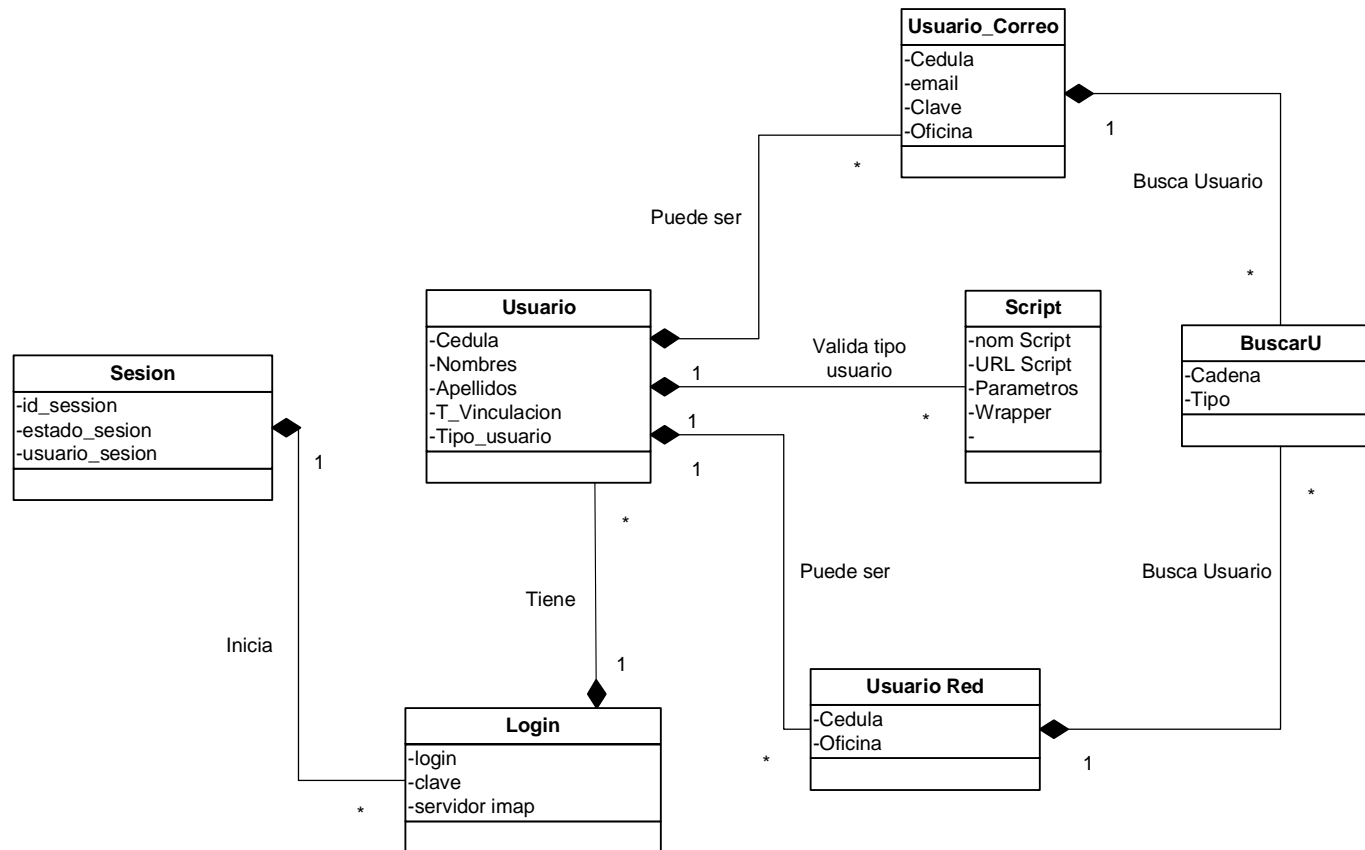 Usuario_Correo
-Cedula
-email
-Clave
-Oficina
1
*
Busca Usuario
Puede ser
*
Usuario
-Cedula
-Nombres
-Apellidos
-T_Vinculacion
-Tipo_usuario
1
1
1
Valida tipo
usuario
*
Script
-nom Script
-URL Script
-Parametros
-Wrapper
-
BuscarU
-Cadena
-Tipo
*
Sesion
-id_session
-estado_sesion
-usuario_sesion
1
*
Tiene
Puede ser
Busca Usuario
Inicia
1
Usuario Red
-Cedula
-Oficina
*
1
Login
-login
-clave
-servidor imap
*